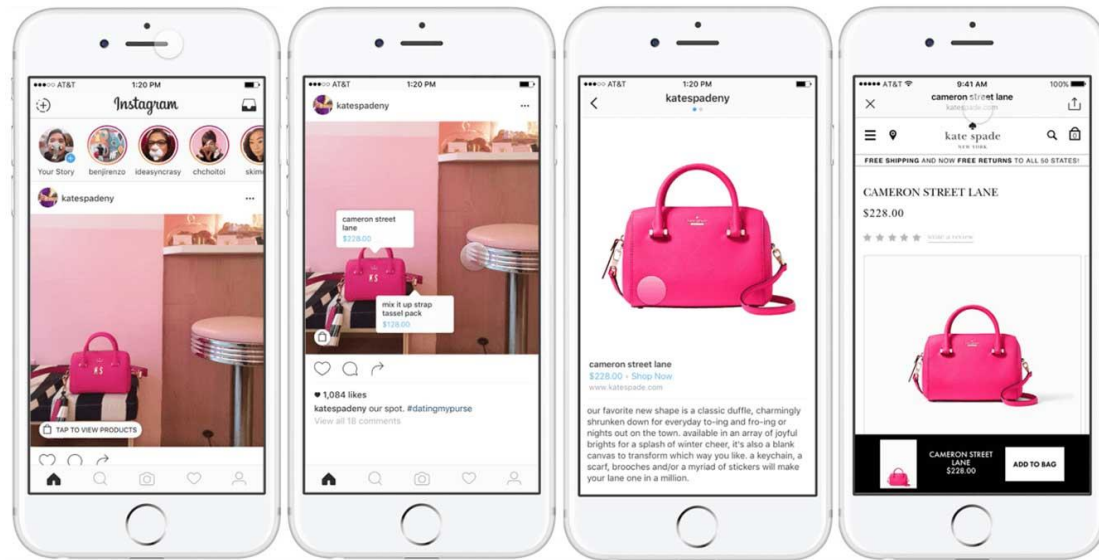 AT&T 1:20 PM
Instagram
Your Story benjirenzo ideasyncrasy chchoitoi skim
katespadeny
TAP TO VIEW PRODUCTS
AT&T 1:20 PM
katespadeny
cameron street
lane
$228.00
KS
mix it up strap
tassel pack
$128.00
1,084 likes
katespadeny our spot. #datingmypurse
View all 18 comments
AT&T 1:20 PM
katespadeny
cameron street lane
$228.00 • Shop Now
www.katespade.com
our favorite new shape is a classic duffle, charmingly
shrunken down for everyday to-ing and fro-ing or
nights out on the town. available in an array of joyful
brights for a splash of winter cheer, it's also a blank
canvas to transform which way you like. a keychain, a
scarf, brooches and/or a myriad of stickers will make
your lane one in a million.
AT&T 9:41 AM 100%
cameron street lane
katespade.com
kate spade
NEW YORK
0
FREE SHIPPING AND NOW FREE RETURNS TO ALL 50 STATES!
CAMERON STREET LANE
$228.00
write a review
CAMERON STREET
LANE
$228.00
ADD TO BAG